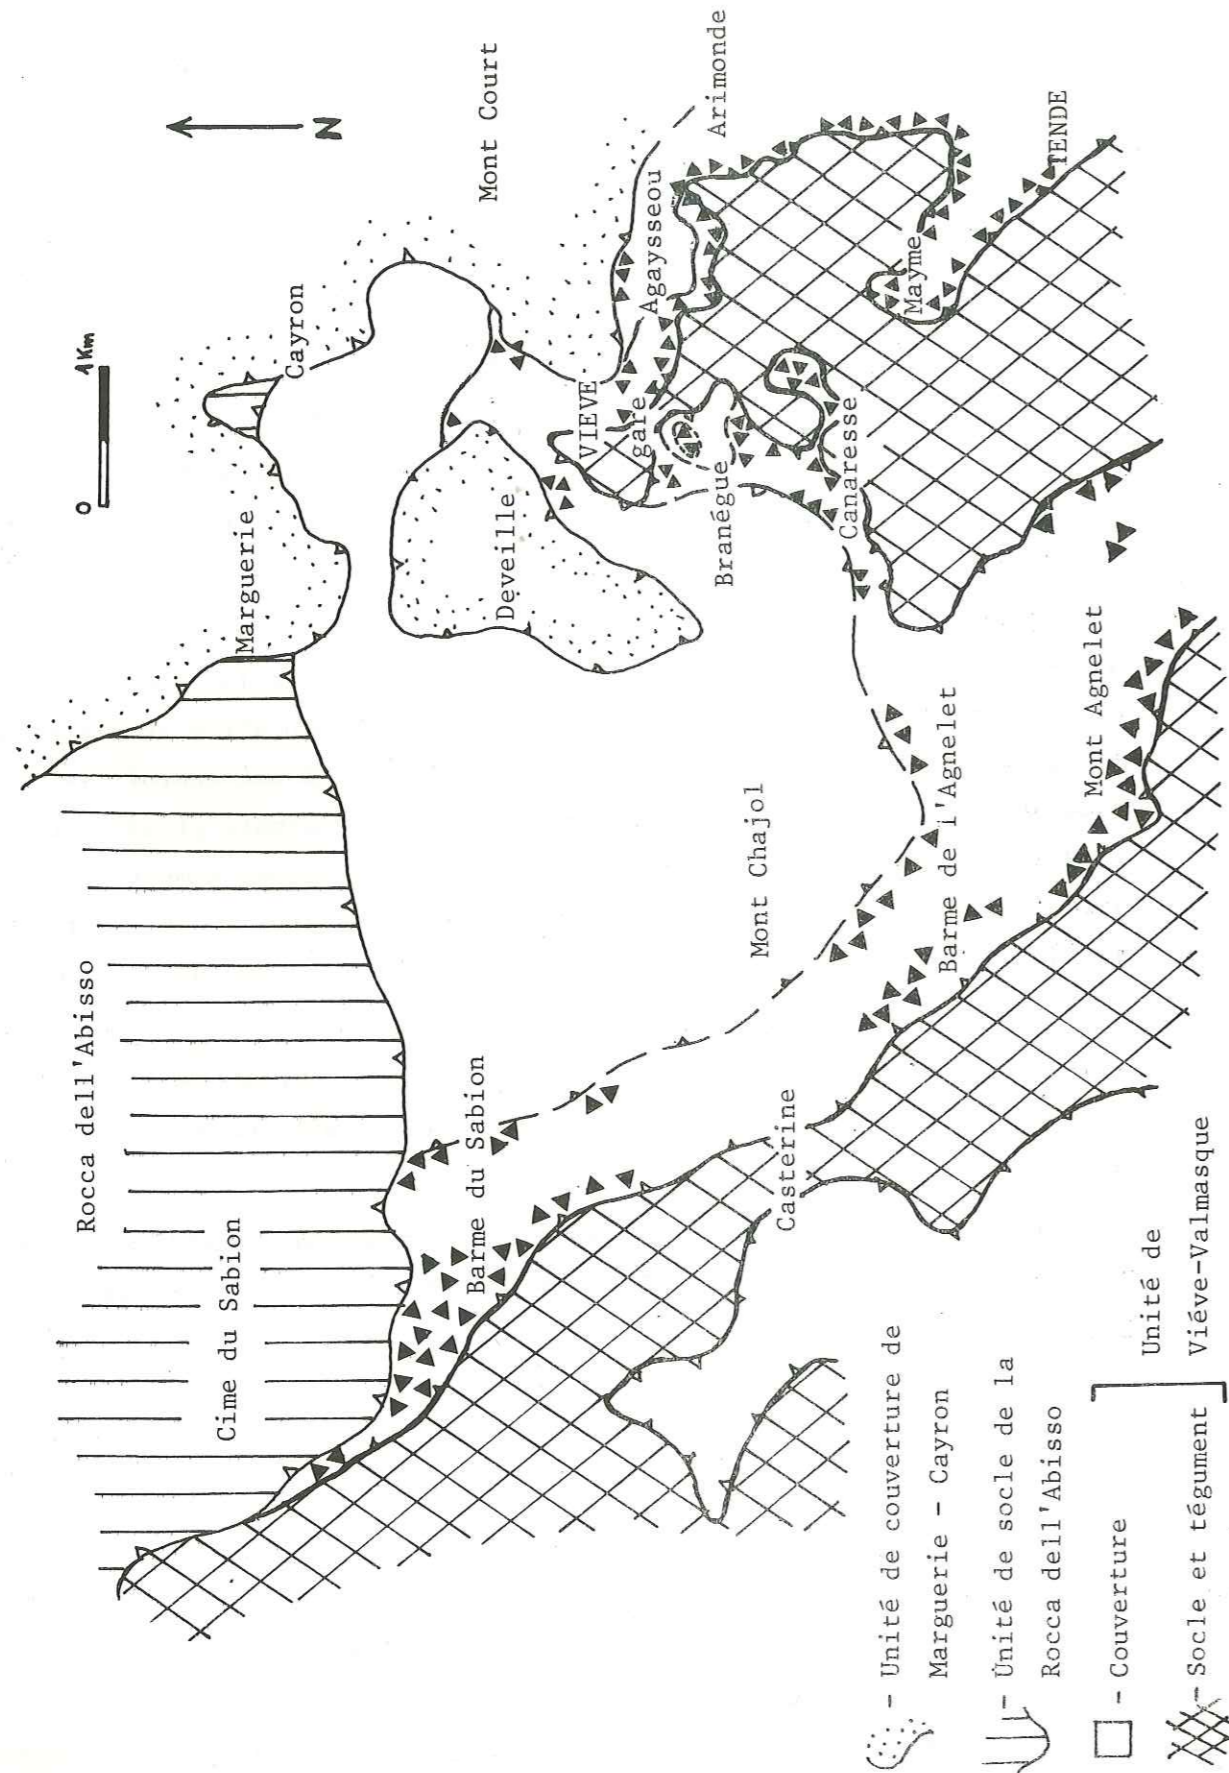 0 1Km
N
Rocca dell'Abisso
Cime du Sabion
Barme du Sabion
Marguerie
Cayron
Mont Court
Deveille
VIEVE
gare
Agaysseou
Arimonde
Branégue
Canaresse
Mayme
TENDE
Mont Chajol
Barme de l'Agnelet
Mont Agnelet
Casterine
- Unité de couverture de
Marguerie - Cayron
- Unité de socle de la
Rocca dell'Abisso
- Couverture
- Socle et tégument
Unité de
Viéve-Valmasque